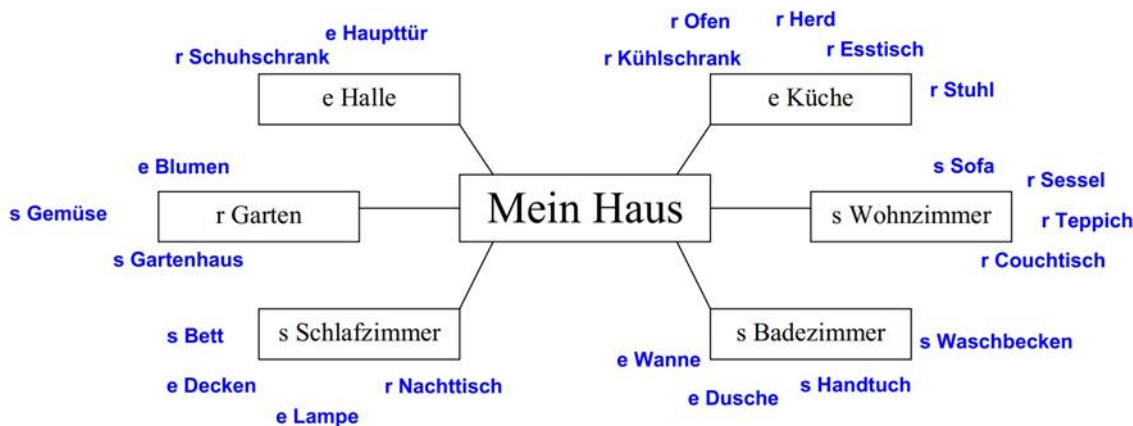 r Ofen
r Herd
e Haupttür
r Esstisch
r Schuhschrank
r Kühlschrank
e Halle
e Küche
r Stuhl
e Blumen
s Sofa
r Sessel
s Gemüse
r Garten
Mein Haus
s Wohnzimmer
r Teppich
s Gartenhaus
r Couchtisch
s Bett
s Schlafzimmer
s Badezimmer
s Waschbecken
e Wanne
e Decken
r Nachttisch
s Handtuch
e Dusche
e Lampe